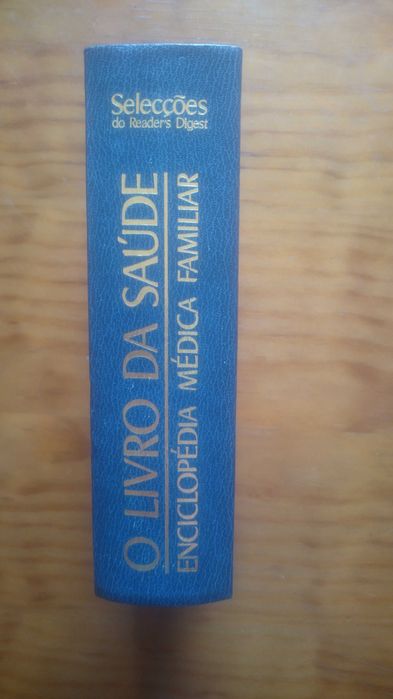 Selecções
do Reader's Digest
O LIVRO DA SAÚDE
ENCICLOPÉDIA MÉDICA FAMILIAR